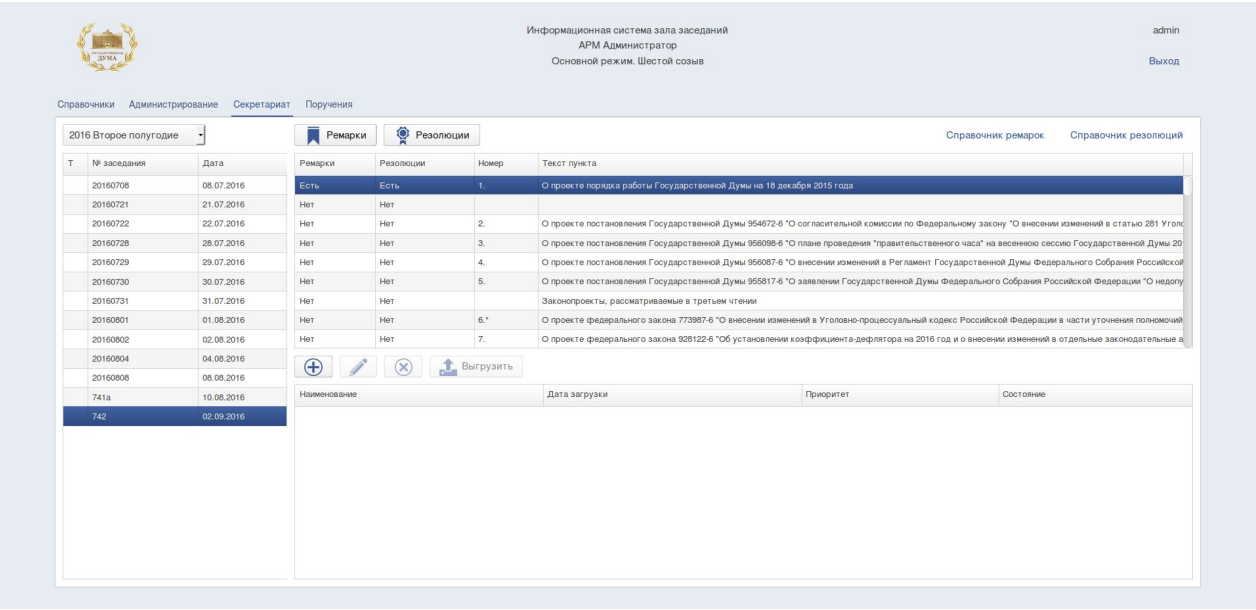 Информационная система зала заседаний
АРМ Администратор
Основной режим. Шестой созыв
admin
Выход
ДУМА
Справочники Администрирование Секретариат Поручения
2016 Второе полугодие
Ремарки Резолюции Справочник ремарок Справочник резолюций
Т № заседания Дата
20160708 08.07.2016
20160721 21.07.2016
20160722 22.07.2016
20160728 28.07.2016
20160729 29.07.2016
20160730 30.07.2016
20160731 31.07.2016
20160801 01.08.2016
20160802 02.08.2016
20160804 04.08.2016
20160808 08.08.2016
741а 10.08.2016
742 02.09.2016
Ремарки Резолюции Номер Текст пункта
Есть Есть 1. О проекте порядка работы Государственной Думы на 18 декабря 2015 года
Нет Нет
Нет Нет 2. О проекте постановления Государственной Думы 954672-6 "О согласительной комиссии по Федеральному закону "О внесении изменений в статью 281 Уголо
Нет Нет 3. О проекте постановления Государственной Думы 956098-6 "О плане проведения "правительственного часа" на весеннюю сессию Государственной Думы 20
Нет Нет 4. О проекте постановления Государственной Думы 956087-6 "О внесении изменений в Регламент Государственной Думы Федерального Собрания Российской
Нет Нет 5. О проекте постановления Государственной Думы 955817-6 "О заявлении Государственной Думы Федерального Собрания Российской Федерации "О недопу
Нет Нет Законопроекты, рассматриваемые в третьем чтении
Нет Нет 6.* О проекте федерального закона 773987-6 "О внесении изменений в Уголовно-процессуальный кодекс Российской Федерации в части уточнения полномочий
Нет Нет 7. О проекте федерального закона 928122-6 "Об установлении коэффициента-дефлятора на 2016 год и о внесении изменений в отдельные законодательные а
Выгрузить
Наименование Дата загрузки Приоритет Состояние